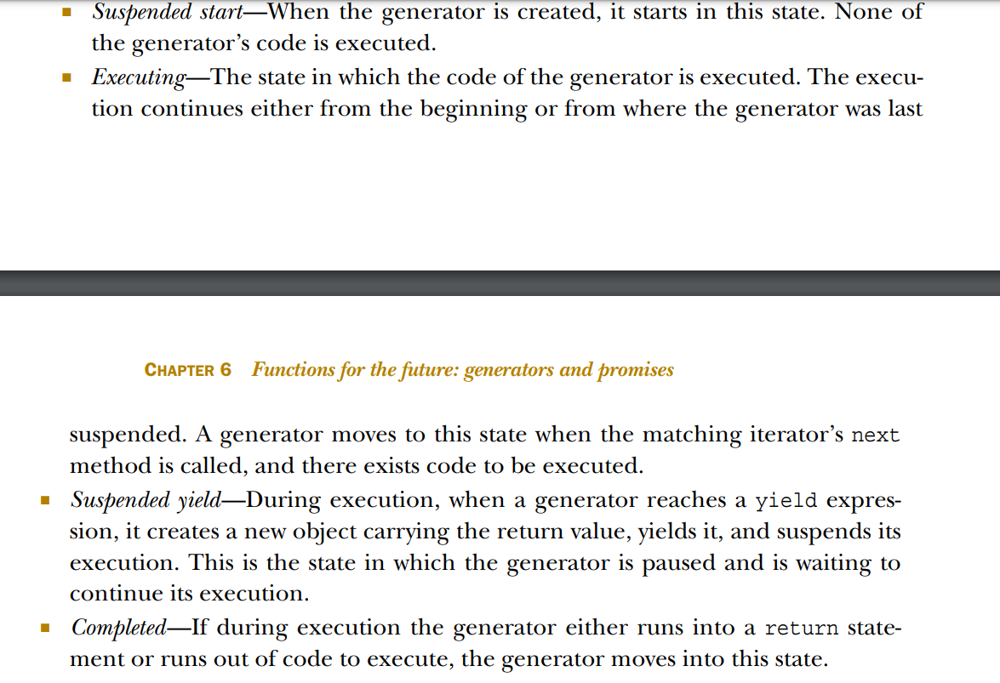 ▪ Suspended start—When the generator is created, it starts in this state. None of
the generator’s code is executed.
▪ Executing—The state in which the code of the generator is executed. The execu-
tion continues either from the beginning or from where the generator was last
CHAPTER 6 Functions for the future: generators and promises
suspended. A generator moves to this state when the matching iterator’s next
method is called, and there exists code to be executed.
▪ Suspended yield—During execution, when a generator reaches a yield expres-
sion, it creates a new object carrying the return value, yields it, and suspends its
execution. This is the state in which the generator is paused and is waiting to
continue its execution.
▪ Completed—If during execution the generator either runs into a return state-
ment or runs out of code to execute, the generator moves into this state.